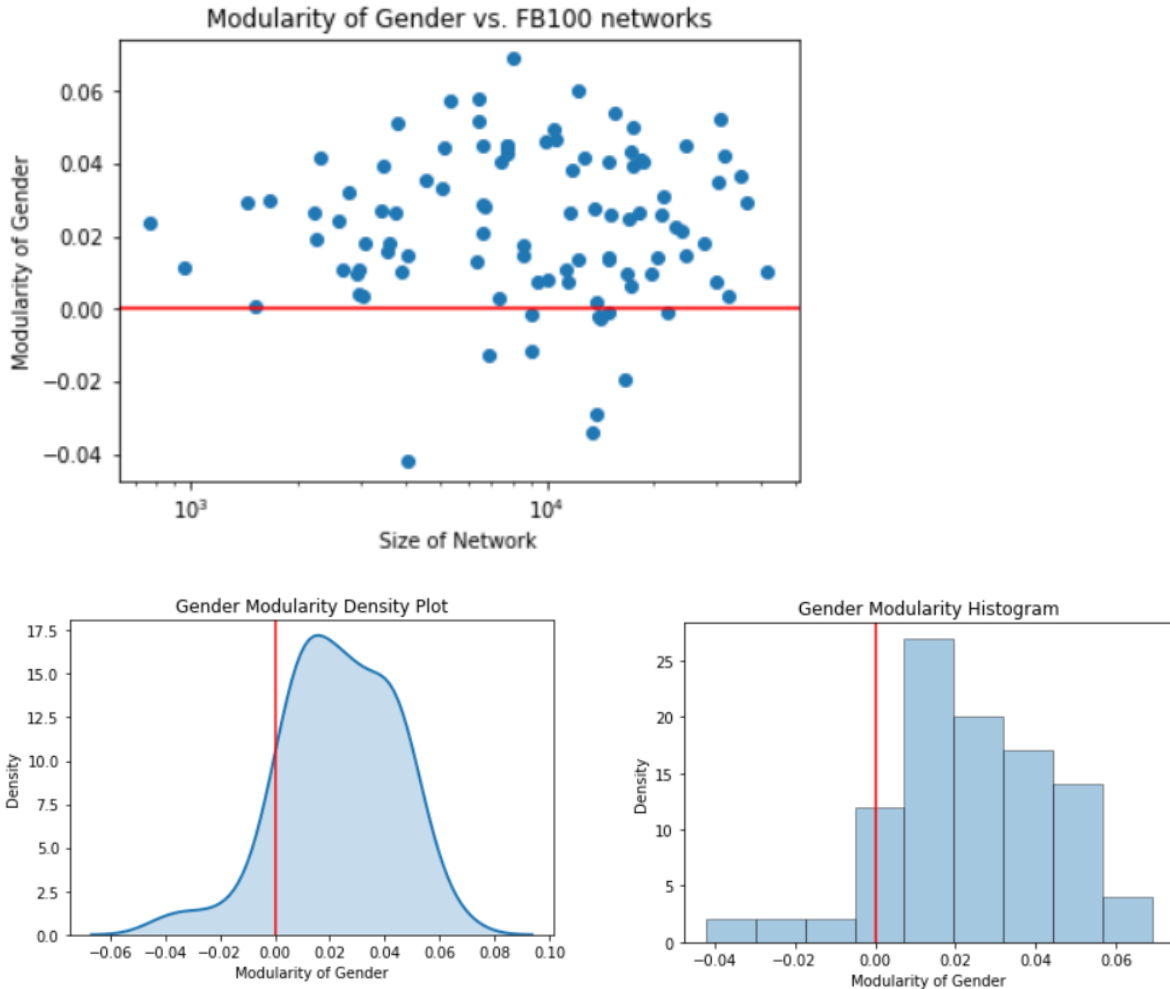 Modularity of Gender vs. FB100 networks
0.06
0.04
0.02
0.00
−0.02
−0.04
Modularity of Gender
10³
10⁴
Size of Network
Gender Modularity Density Plot
17.5
15.0
12.5
10.0
7.5
5.0
2.5
0.0
Density
−0.06 −0.04 −0.02 0.00 0.02 0.04 0.06 0.08 0.10
Modularity of Gender
Gender Modularity Histogram
25
20
15
10
5
0
Density
−0.04 −0.02 0.00 0.02 0.04 0.06
Modularity of Gender